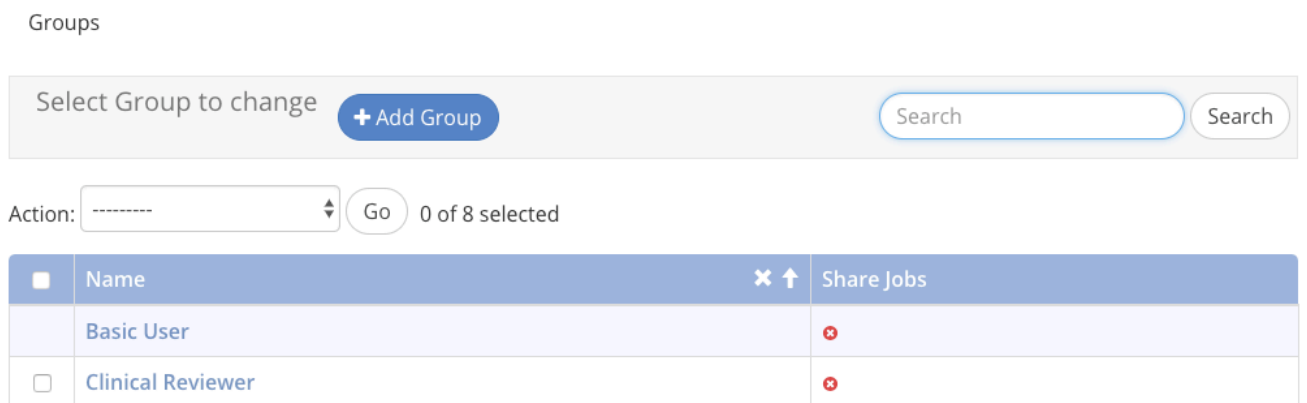 Groups
Select Group to change
+ Add Group
Search
Search
Action: --------- Go 0 of 8 selected
Name Share Jobs
Basic User
Clinical Reviewer